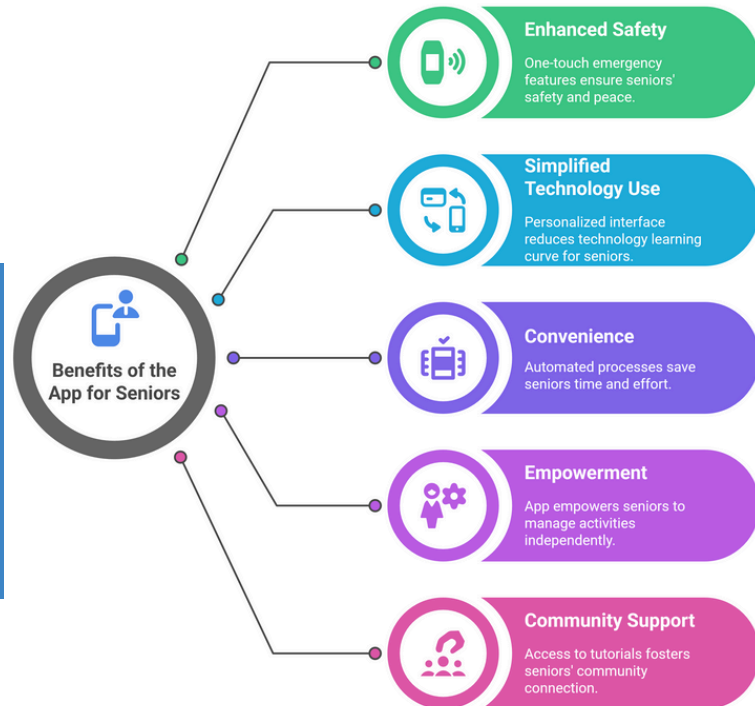 Benefits of the
App for Seniors
Enhanced Safety
One-touch emergency
features ensure seniors'
safety and peace.
Simplified
Technology Use
Personalized interface
reduces technology learning
curve for seniors.
Convenience
Automated processes save
seniors time and effort.
Empowerment
App empowers seniors to
manage activities
independently.
Community Support
Access to tutorials fosters
seniors' community
connection.